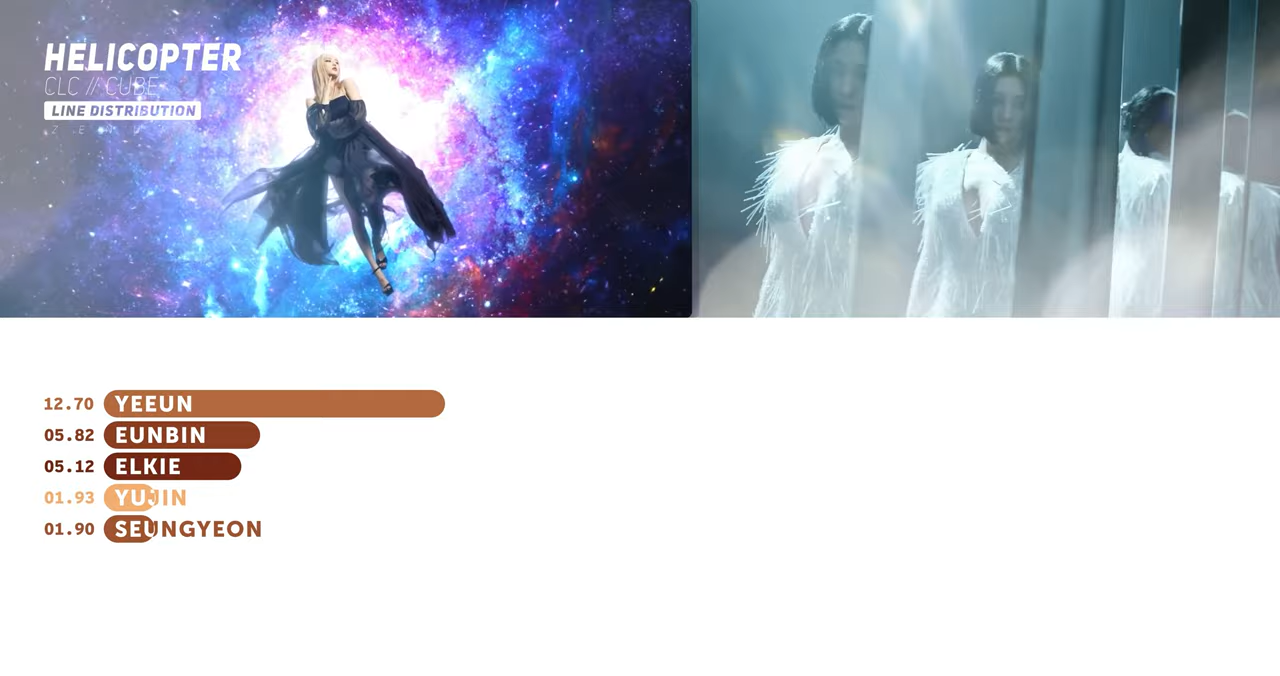 HELICOPTER
CLC // CUBE
LINE DISTRIBUTION
12.70 YEEUN
05.82 EUNBIN
05.12 ELKIE
01.93 YUJIN
01.90 SEUNGYEON